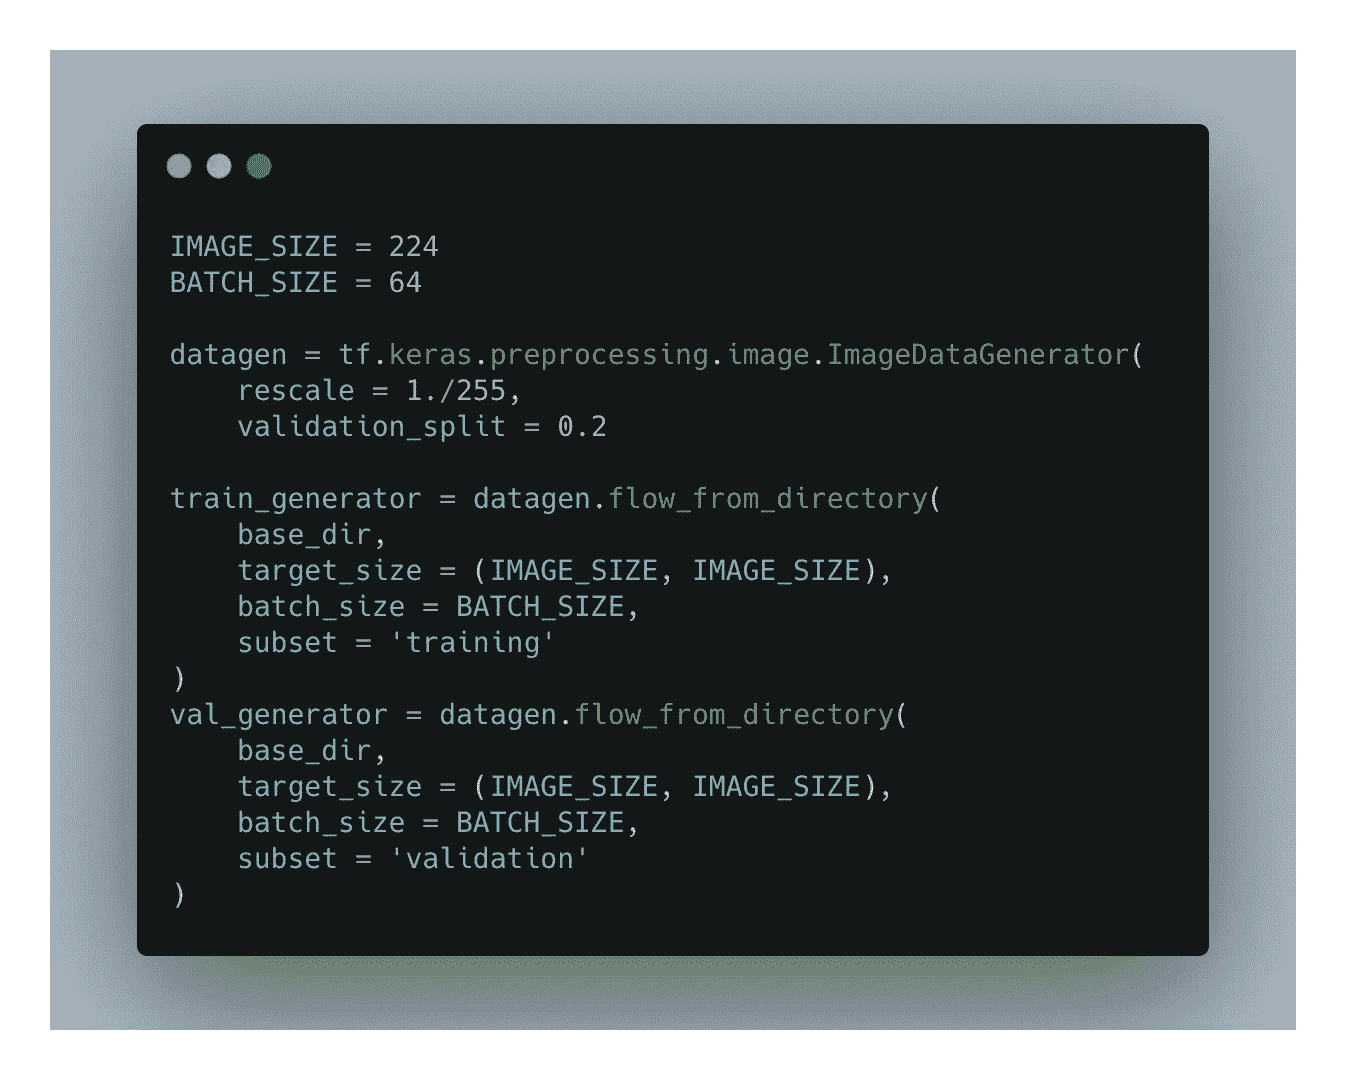 IMAGE_SIZE = 224
BATCH_SIZE = 64
datagen = tf.keras.preprocessing.image.ImageDataGenerator(
    rescale = 1./255,
    validation_split = 0.2
train_generator = datagen.flow_from_directory(
    base_dir,
    target_size = (IMAGE_SIZE, IMAGE_SIZE),
    batch_size = BATCH_SIZE,
    subset = 'training'
)
val_generator = datagen.flow_from_directory(
    base_dir,
    target_size = (IMAGE_SIZE, IMAGE_SIZE),
    batch_size = BATCH_SIZE,
    subset = 'validation'
)